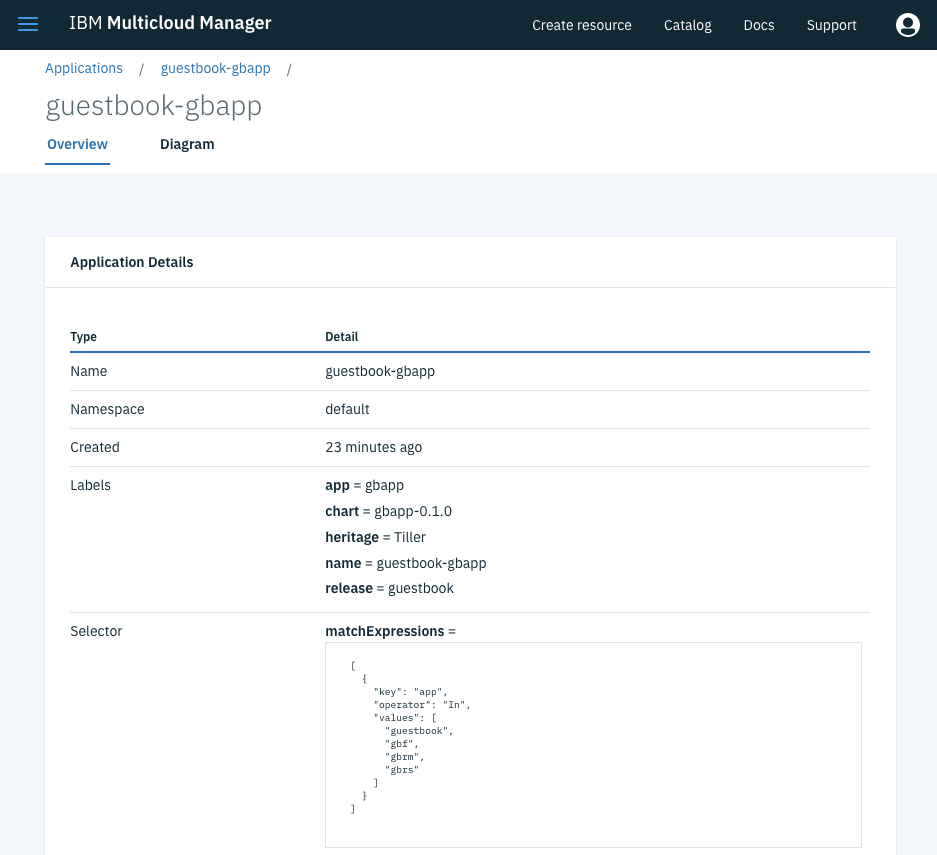 IBM Multicloud Manager
Create resource
Catalog
Docs
Support
Applications / guestbook-gbapp /
guestbook-gbapp
Overview
Diagram
Application Details
Type Detail
Name guestbook-gbapp
Namespace default
Created 23 minutes ago
Labels app = gbapp
chart = gbapp-0.1.0
heritage = Tiller
name = guestbook-gbapp
release = guestbook
Selector matchExpressions =
[
  {
    "key": "app",
    "operator": "In",
    "values": [
      "guestbook",
      "gbf",
      "gbrm",
      "gbrs"
    ]
  }
]